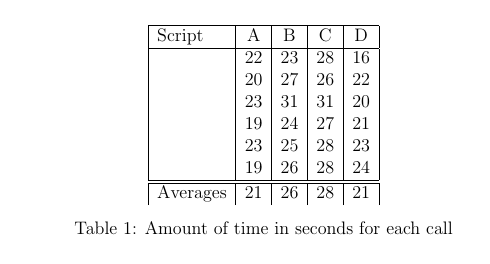 Script A B C D
22 23 28 16
20 27 26 22
23 31 31 20
19 24 27 21
23 25 28 23
19 26 28 24
Averages 21 26 28 21
Table 1: Amount of time in seconds for each call